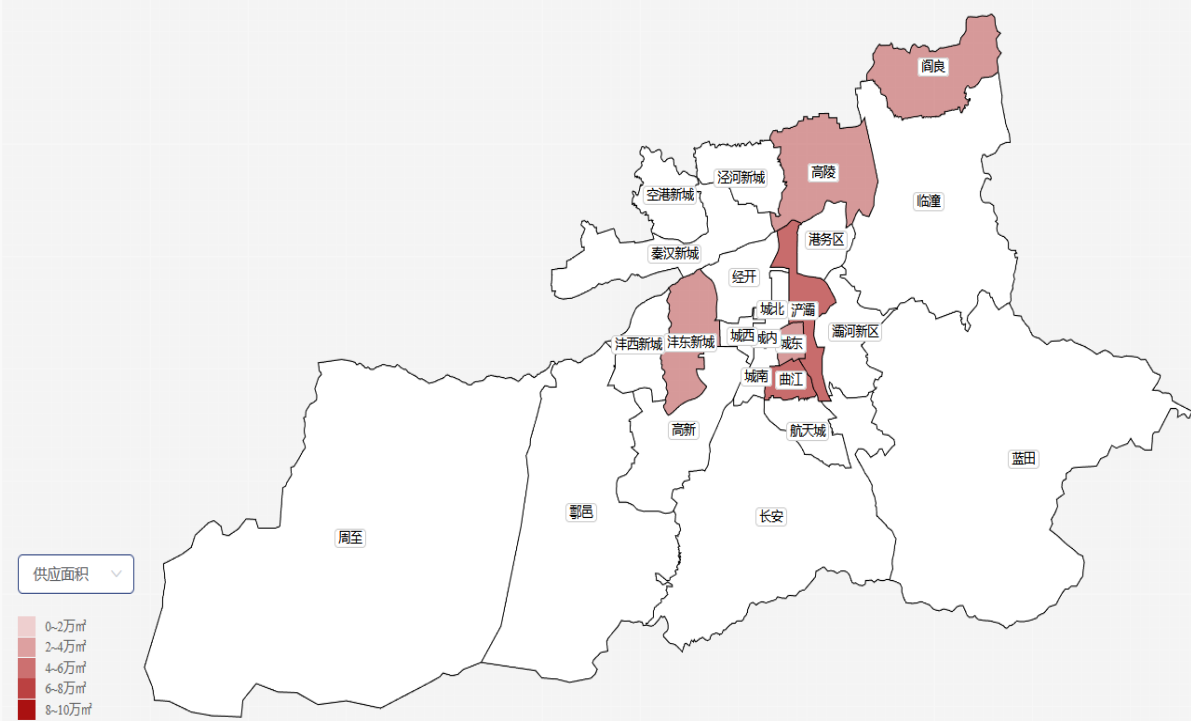 阎良
高陵
泾河新城
空港新城
临潼
港务区
秦汉新城
经开
城北
浐灞
灞河新区
城西
城内
城东
沣西新城
沣东新城
城南
曲江
高新
航天城
蓝田
鄠邑
长安
周至
供应面积
0~2万㎡
2~4万㎡
4~6万㎡
6~8万㎡
8~10万㎡